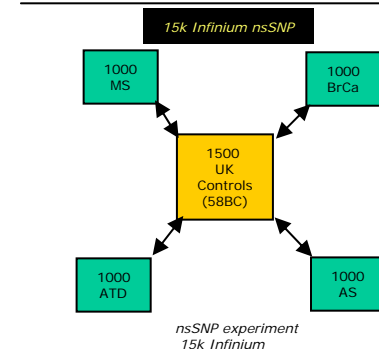 15k Infinium nsSNP
1000
MS
1000
BrCa
1500
UK
Controls
(58BC)
1000
ATD
1000
AS
nsSNP experiment
15k Infinium